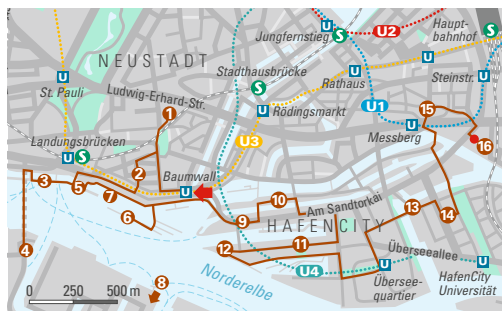 Jungfernstieg
S
U
U2
Haupt-
bahnhof
S
U
NEUSTADT
Stadthausbrücke
S
U
St. Pauli
Ludwig-Erhard-Str.
U
Rathaus
Steinstr.
U
U
Rödingsmarkt
U1
1
15
Landungsbrücken
S
U
U3
Messberg
U
16
2
Baumwall
U
3
5
7
6
10
9
Am Sandtorkai
HAFENCITY
13
14
4
12
11
Überseeallee
8
Norderelbe
U4
U
Übersee-
quartier
U
HafenCity
Universität
0 250 500 m